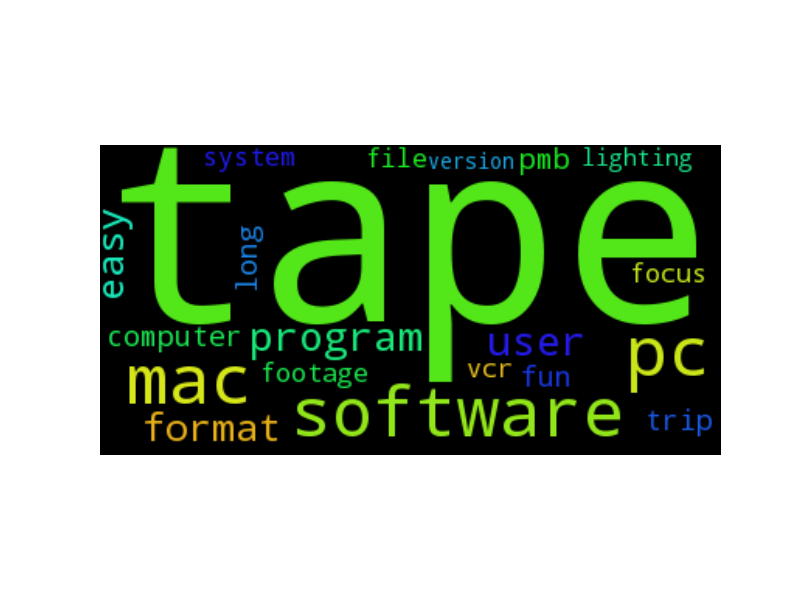 system
file
version
pmb
lighting
tape
easy
long
focus
computer
program
user
pc
mac
footage
vcr
fun
software
format
trip